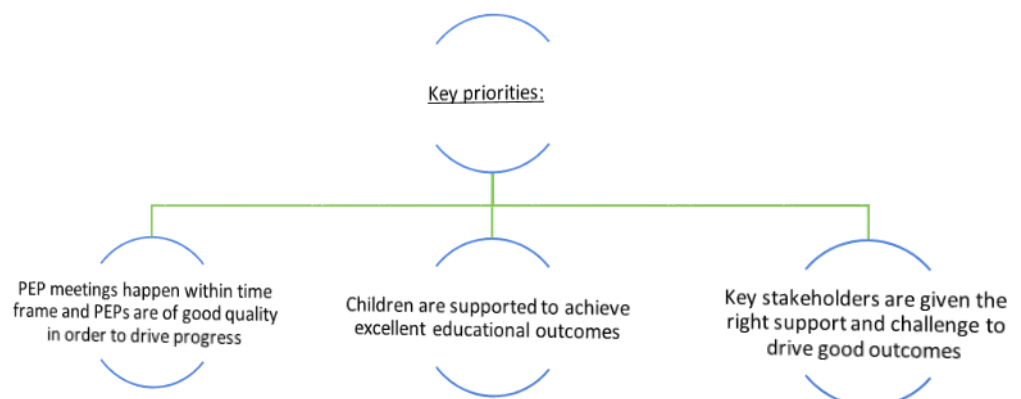 Key priorities:
PEP meetings happen within time
frame and PEPs are of good quality
in order to drive progress
Children are supported to achieve
excellent educational outcomes
Key stakeholders are given the
right support and challenge to
drive good outcomes